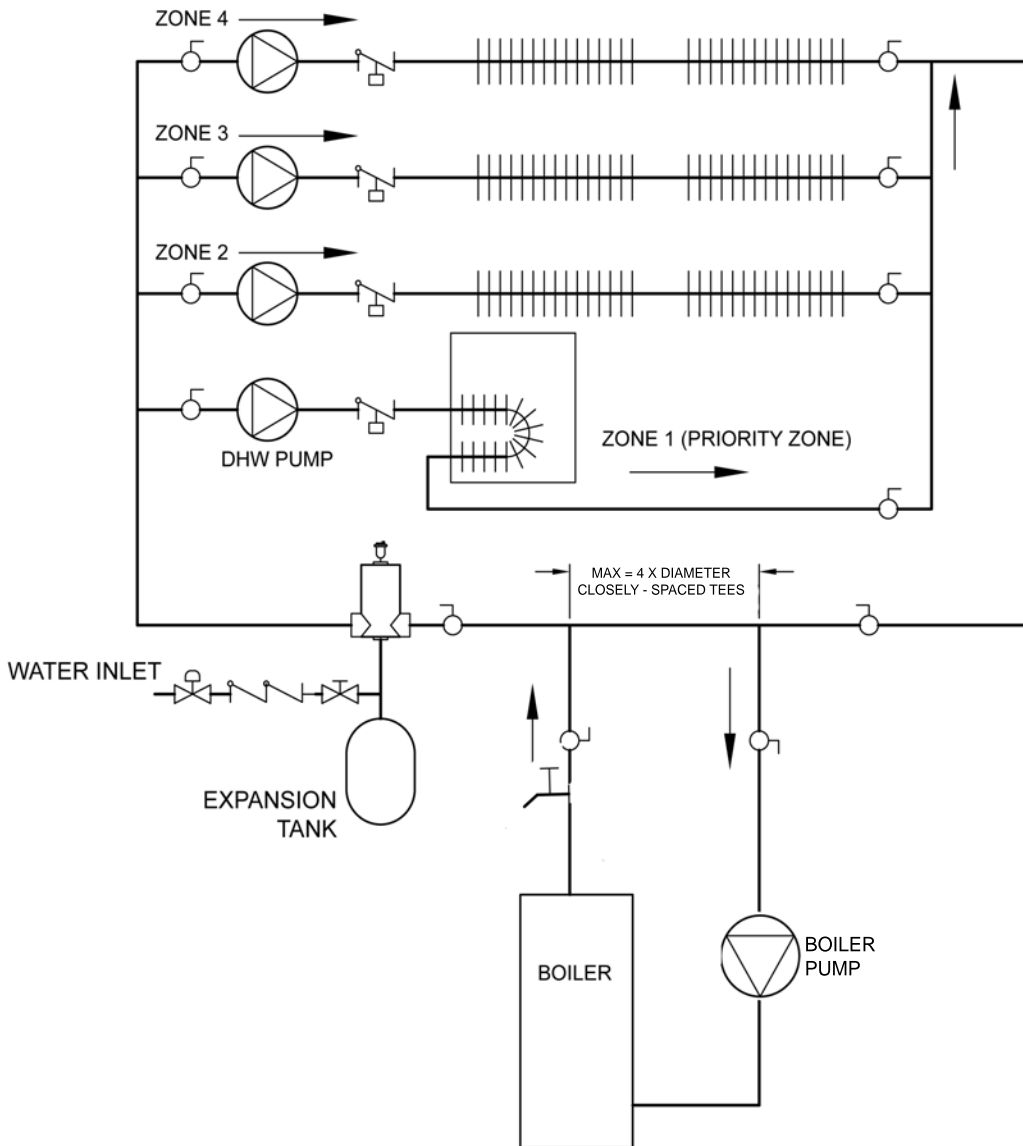 ZONE 4
ZONE 3
ZONE 2
DHW PUMP
ZONE 1 (PRIORITY ZONE)
MAX = 4 X DIAMETER
CLOSELY - SPACED TEES
WATER INLET
EXPANSION
TANK
BOILER
BOILER
PUMP